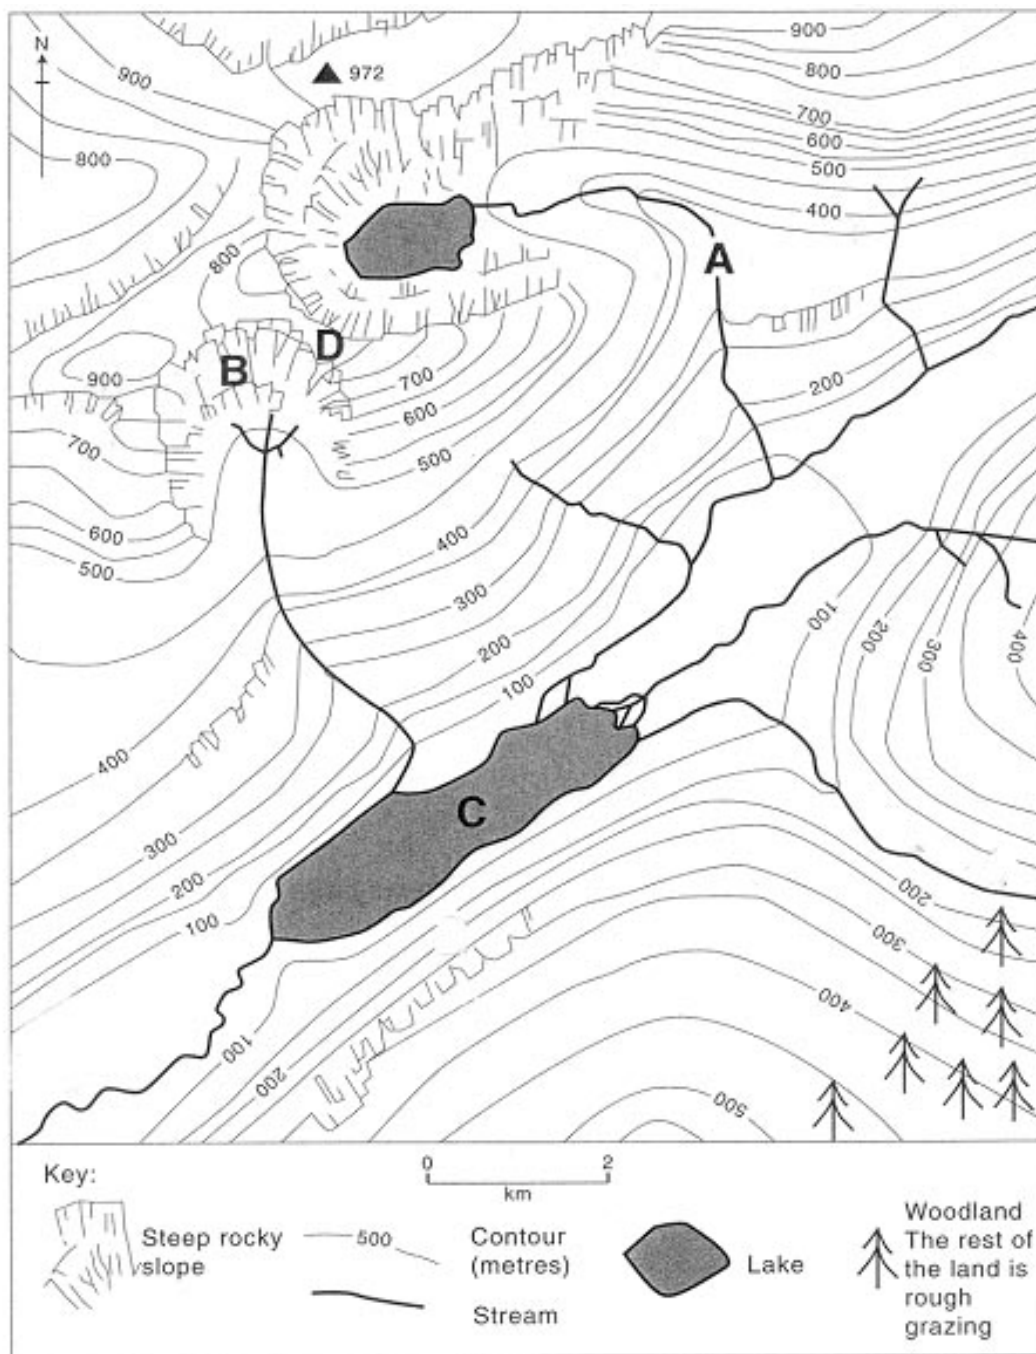 N
900
972
900
800
700
600
500
800
400
A
800
D
B
900
700
600
700
500
200
600
500
400
300
100
200
300
400
200
100
400
C
300
200
200
100
300
400
100
200
500
Key:
0 2
km
Steep rocky
slope
500
Contour
(metres)
Stream
Lake
Woodland
The rest of
the land is
rough
grazing